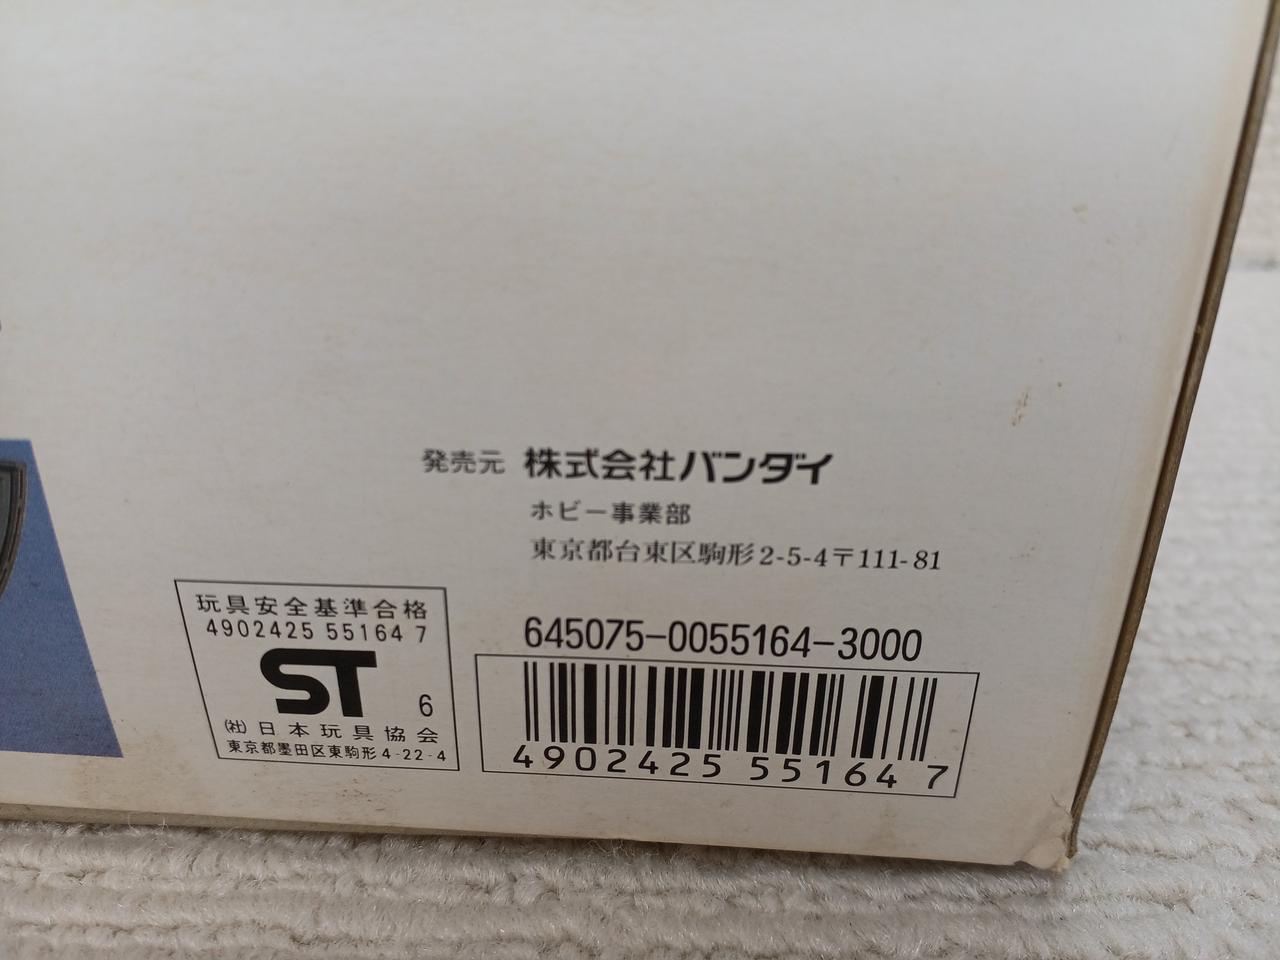 発売元 株式会社バンダイ
ホビー事業部
東京都台東区駒形2-5-4〒111-81
玩具安全基準合格
4902425 55164 7
ST 6
(社)日本玩具協会
東京都墨田区東駒形4-22-4
645075-0055164-3000
4902425 551647